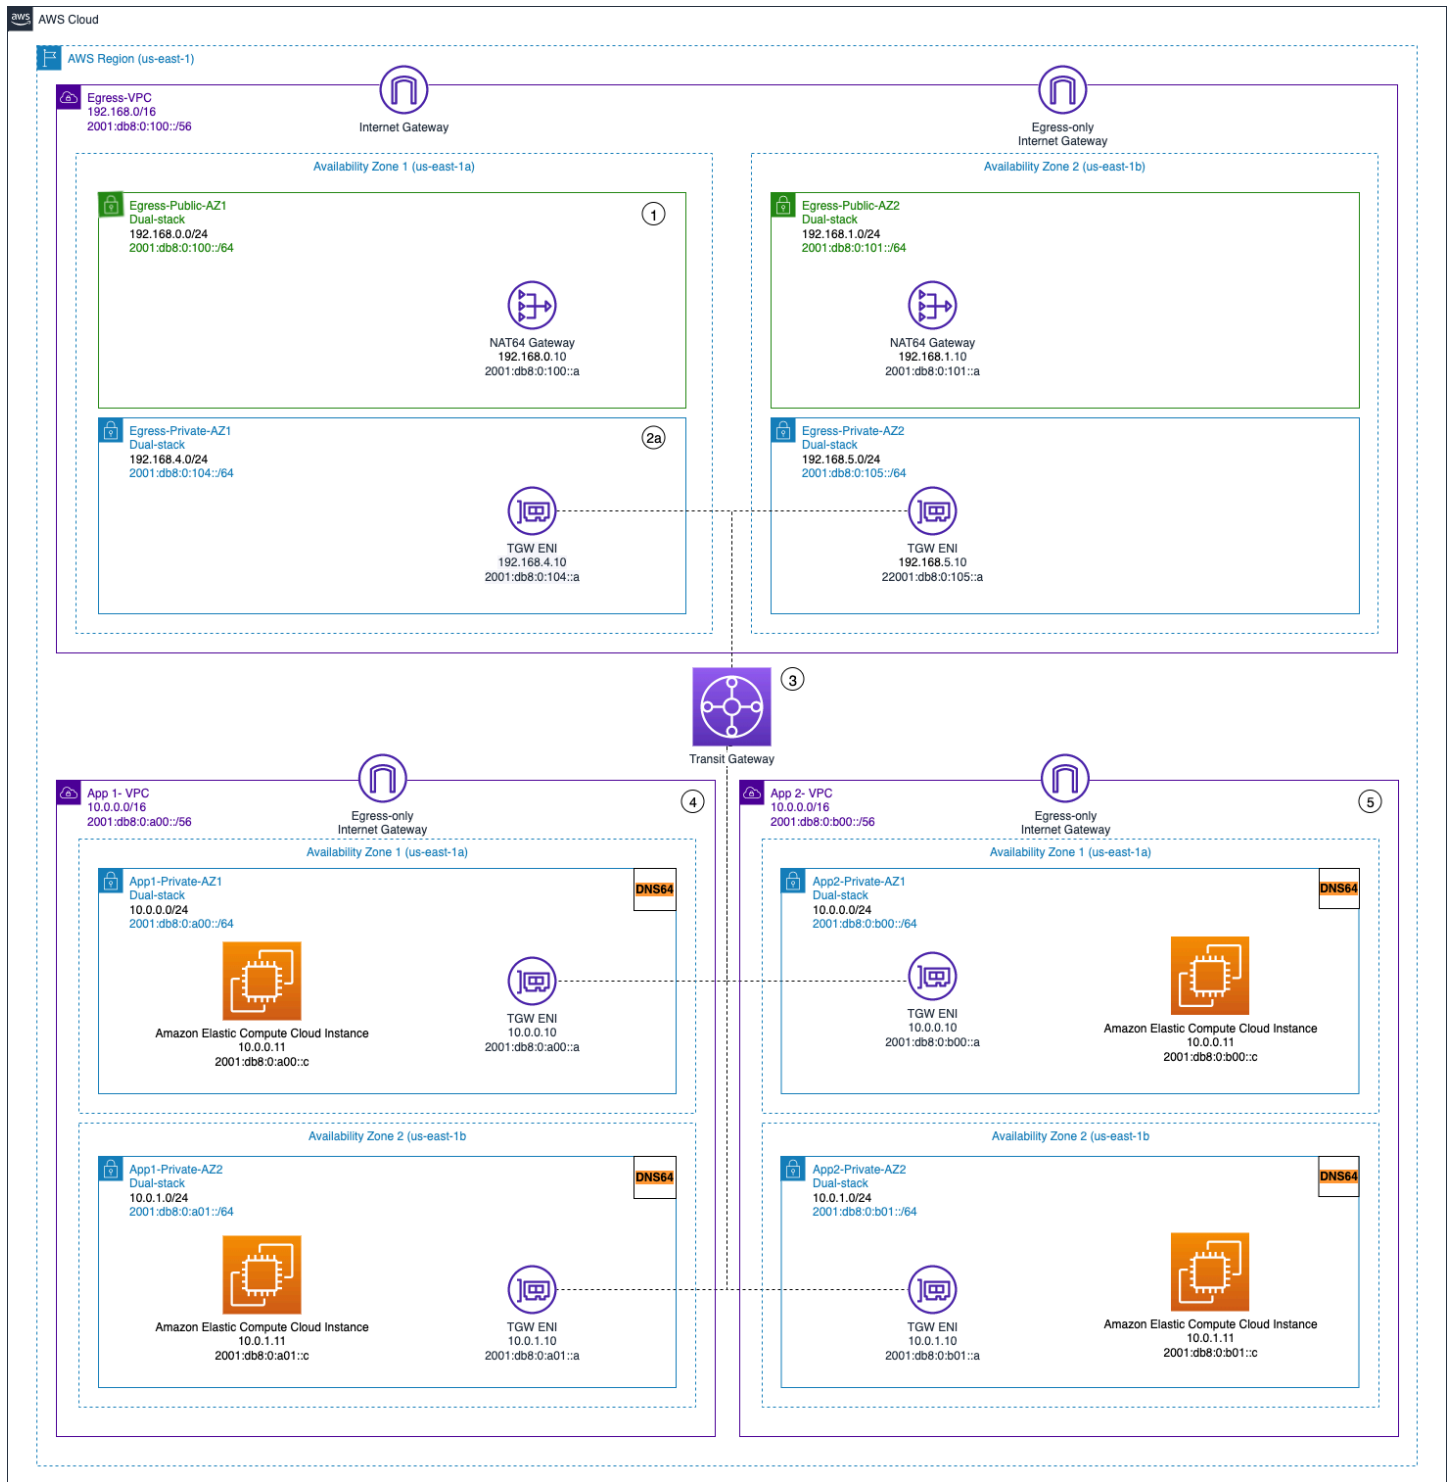 aws
AWS Cloud
AWS Region (us-east-1)
Egress-VPC
192.168.0/16
2001:db8:0:100::/56
Internet Gateway
Egress-only
Internet Gateway
Availability Zone 1 (us-east-1a)
Egress-Public-AZ1
Dual-stack
192.168.0.0/24
2001:db8:0:100::/64
1
NAT64 Gateway
192.168.0.10
2001:db8:0:100::a
Egress-Private-AZ1
Dual-stack
192.168.4.0/24
2001:db8:0:104::/64
2a
TGW ENI
192.168.4.10
2001:db8:0:104::a
Availability Zone 2 (us-east-1b)
Egress-Public-AZ2
Dual-stack
192.168.1.0/24
2001:db8:0:101::/64
NAT64 Gateway
192.168.1.10
2001:db8:0:101::a
Egress-Private-AZ2
Dual-stack
192.168.5.0/24
2001:db8:0:105::/64
TGW ENI
192.168.5.10
22001:db8:0:105::a
3
Transit Gateway
App 1- VPC
10.0.0.0/16
2001:db8:0:a00::/56
Egress-only
Internet Gateway
4
Availability Zone 1 (us-east-1a)
App1-Private-AZ1
Dual-stack
10.0.0.0/24
2001:db8:0:a00::/64
DNS64
Amazon Elastic Compute Cloud Instance
10.0.0.11
2001:db8:0:a00::c
TGW ENI
10.0.0.10
2001:db8:0:a00::a
Availability Zone 2 (us-east-1b
App1-Private-AZ2
Dual-stack
10.0.1.0/24
2001:db8:0:a01::/64
DNS64
Amazon Elastic Compute Cloud Instance
10.0.1.11
2001:db8:0:a01::c
TGW ENI
10.0.1.10
2001:db8:0:a01::a
App 2- VPC
10.0.0.0/16
2001:db8:0:b00::/56
Egress-only
Internet Gateway
5
Availability Zone 1 (us-east-1a)
App2-Private-AZ1
Dual-stack
10.0.0.0/24
2001:db8:0:b00::/64
DNS64
TGW ENI
10.0.0.10
2001:db8:0:b00::a
Amazon Elastic Compute Cloud Instance
10.0.0.11
2001:db8:0:b00::c
Availability Zone 2 (us-east-1b
App2-Private-AZ2
Dual-stack
10.0.1.0/24
2001:db8:0:b01::/64
DNS64
TGW ENI
10.0.1.10
2001:db8:0:b01::a
Amazon Elastic Compute Cloud Instance
10.0.1.11
2001:db8:0:b01::c